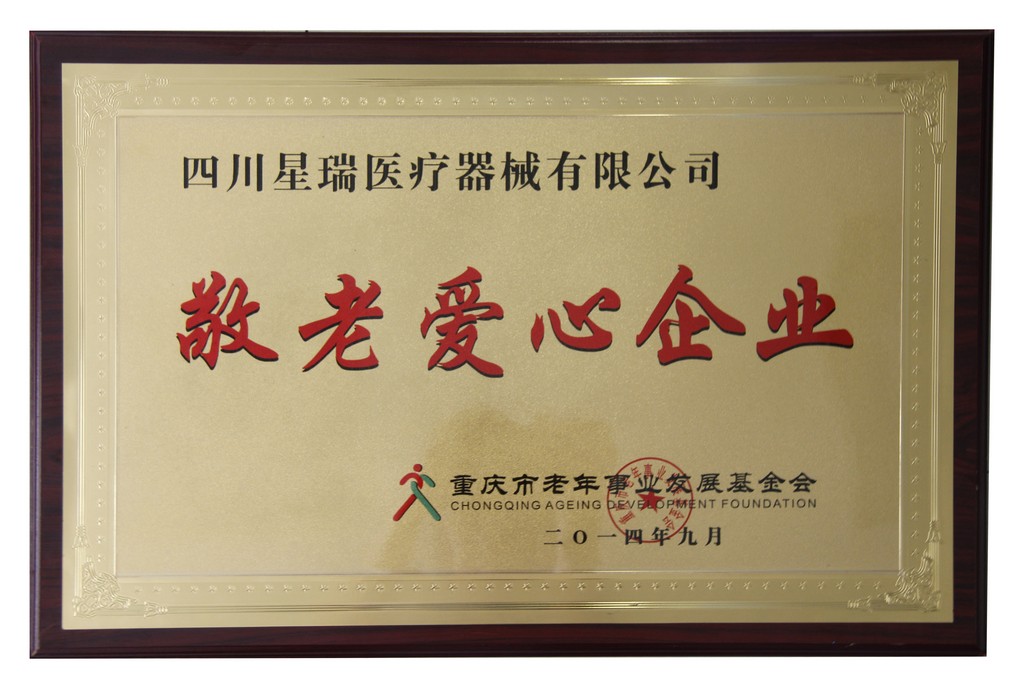 四川星瑞医疗器械有限公司
敬老爱心企业
重庆市老年事业发展基金会
CHONGQING AGEING DEVELOPMENT FOUNDATION
二〇一四年九月